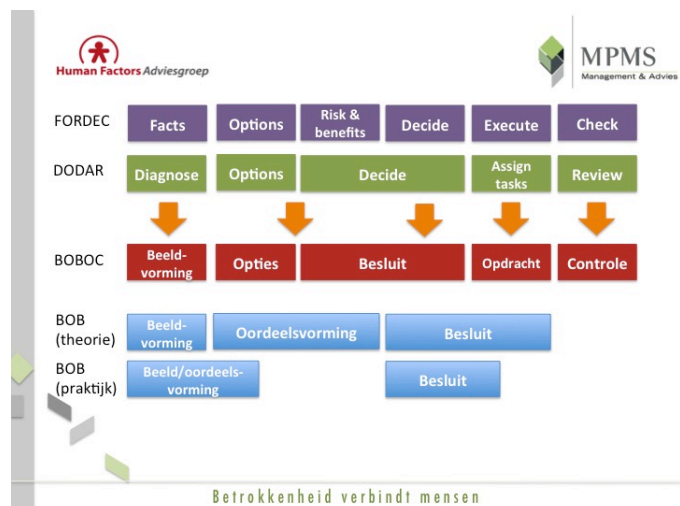 Human Factors Adviesgroep
MPMS
Management & Advies
FORDEC
Facts
Options
Risk &
benefits
Decide
Execute
Check
DODAR
Diagnose
Options
Decide
Assign
tasks
Review
BOBOC
Beeld-
vorming
Opties
Besluit
Opdracht
Controle
BOB
(theorie)
Beeld-
vorming
Oordeelsvorming
Besluit
BOB
(praktijk)
Beeld/oordeels-
vorming
Besluit
Betrokkenheid verbindt mensen